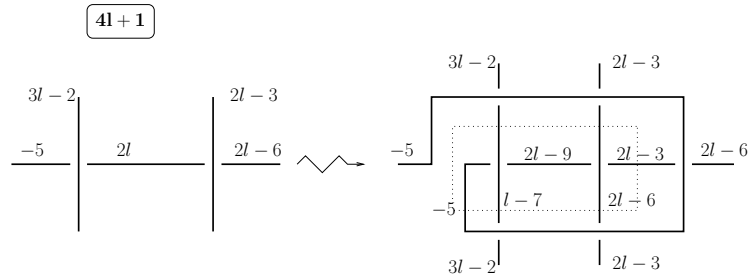 4l + 1
3l − 2
2l − 3
−5
2l
2l − 6
3l − 2
2l − 3
−5
2l − 9
2l − 3
2l − 6
−5
l − 7
2l − 6
3l − 2
2l − 3